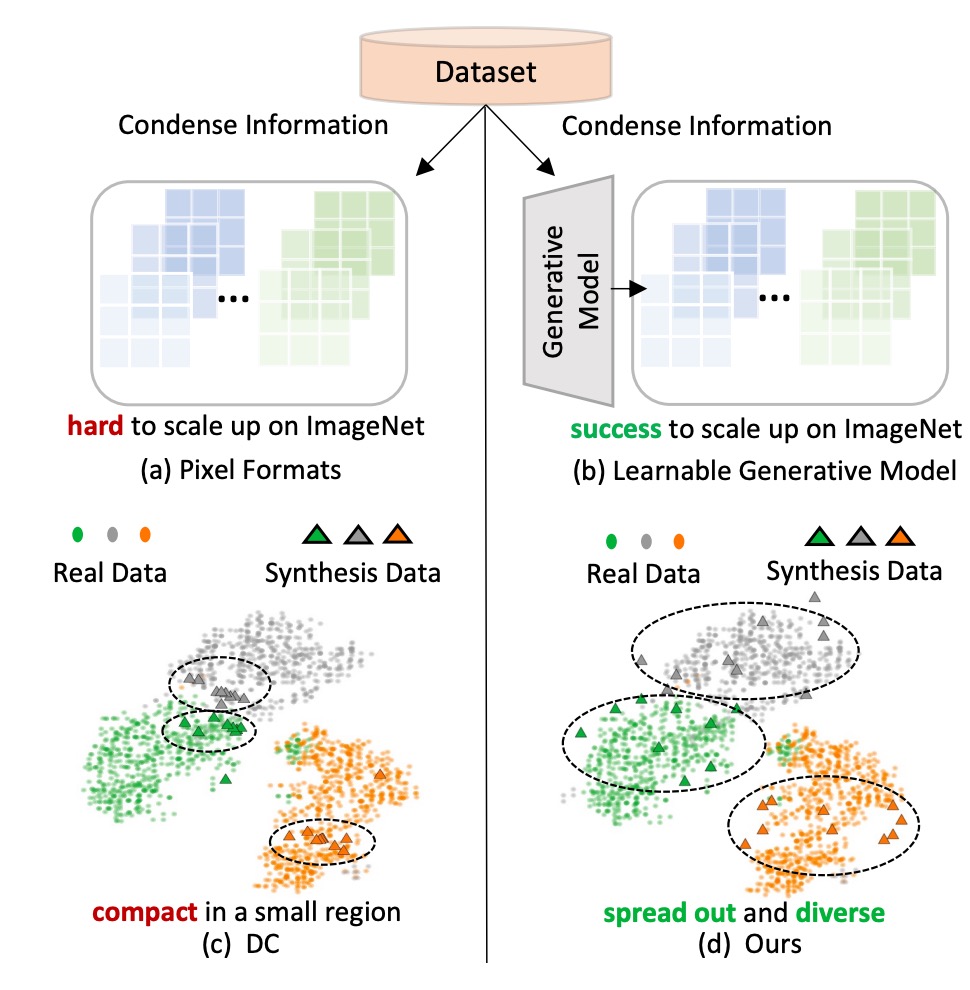 Dataset
Condense Information
Condense Information
Generative
Model
...
...
hard to scale up on ImageNet
(a) Pixel Formats
success to scale up on ImageNet
(b) Learnable Generative Model
Real Data
Synthesis Data
Real Data
Synthesis Data
compact in a small region
(c) DC
spread out and diverse
(d) Ours